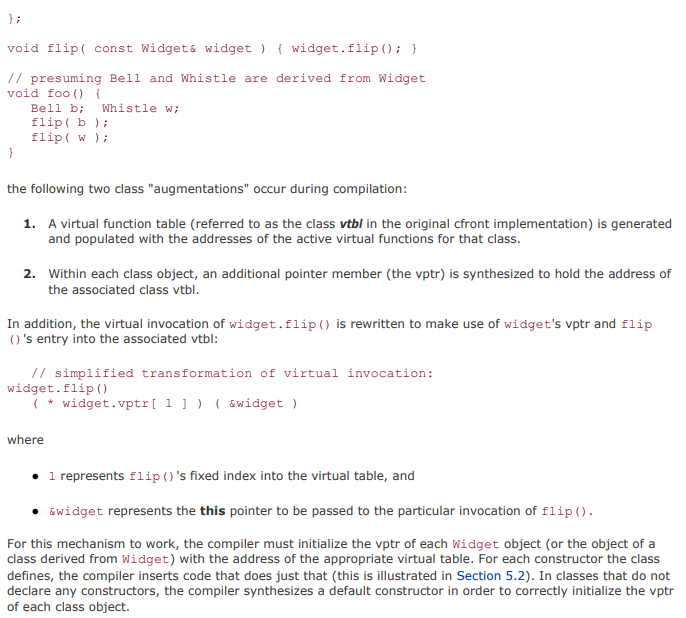 };
void flip( const Widget& widget ) { widget.flip(); }
// presuming Bell and Whistle are derived from Widget
void foo() {
Bell b;  Whistle w;
flip( b );
flip( w );
}
the following two class "augmentations" occur during compilation:
1. A virtual function table (referred to as the class vtbl in the original cfront implementation) is generated
and populated with the addresses of the active virtual functions for that class.
2. Within each class object, an additional pointer member (the vptr) is synthesized to hold the address of
the associated class vtbl.
In addition, the virtual invocation of widget.flip() is rewritten to make use of widget's vptr and flip
()'s entry into the associated vtbl:
// simplified transformation of virtual invocation:
widget.flip()
( * widget.vptr[ 1 ] ) ( &widget )
where
● 1 represents flip()'s fixed index into the virtual table, and
● &widget represents the this pointer to be passed to the particular invocation of flip().
For this mechanism to work, the compiler must initialize the vptr of each Widget object (or the object of a
class derived from Widget) with the address of the appropriate virtual table. For each constructor the class
defines, the compiler inserts code that does just that (this is illustrated in Section 5.2). In classes that do not
declare any constructors, the compiler synthesizes a default constructor in order to correctly initialize the vptr
of each class object.